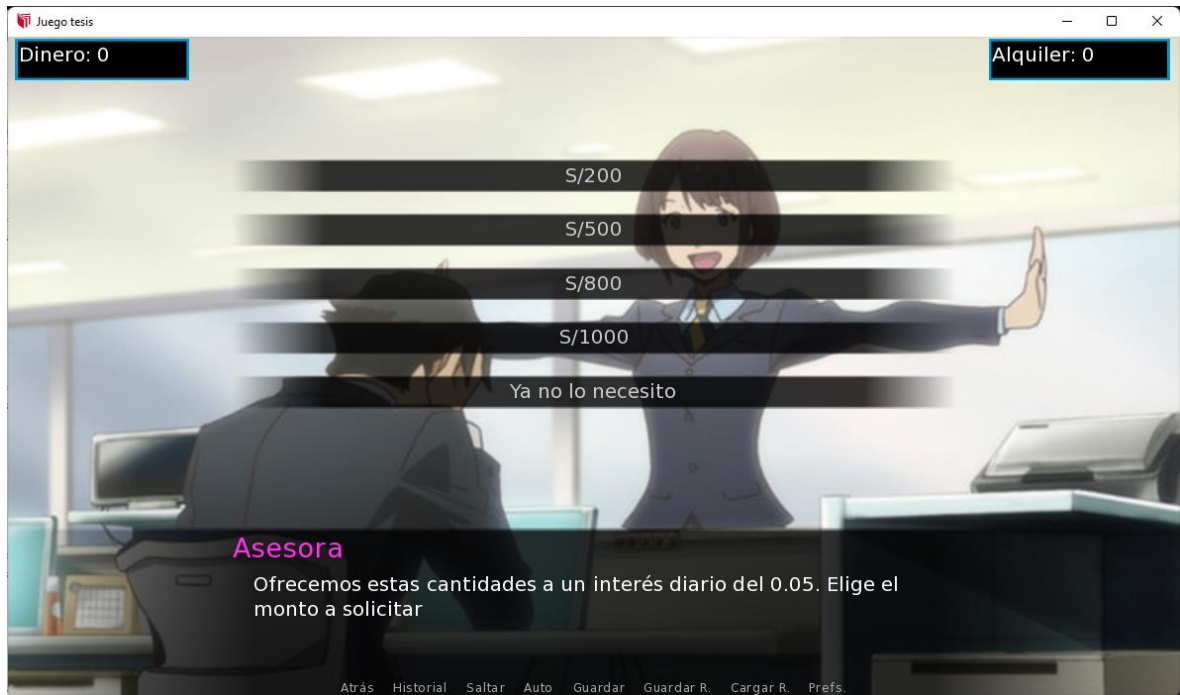 Juego tesis
Dinero: 0
Alquiler: 0
S/200
S/500
S/800
S/1000
Ya no lo necesito
Asesora
Ofrecemos estas cantidades a un interés diario del 0.05. Elige el
monto a solicitar
Atrás Historial Saltar Auto Guardar Guardar R. Cargar R. Prefs.